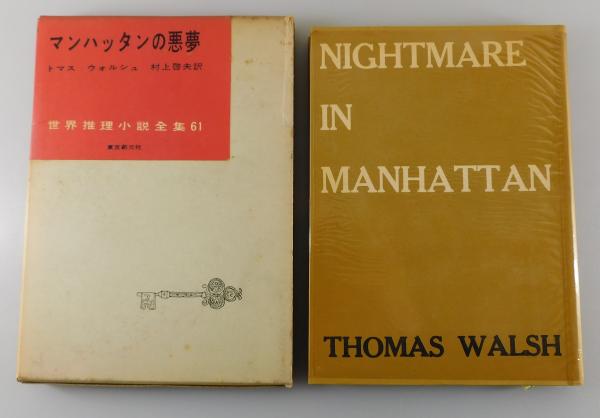 マンハッタンの悪夢
トマス ウォルシュ 村上啓夫訳
世界推理小説全集 61
東京創元社
NIGHTMARE
IN
MANHATTAN
THOMAS WALSH